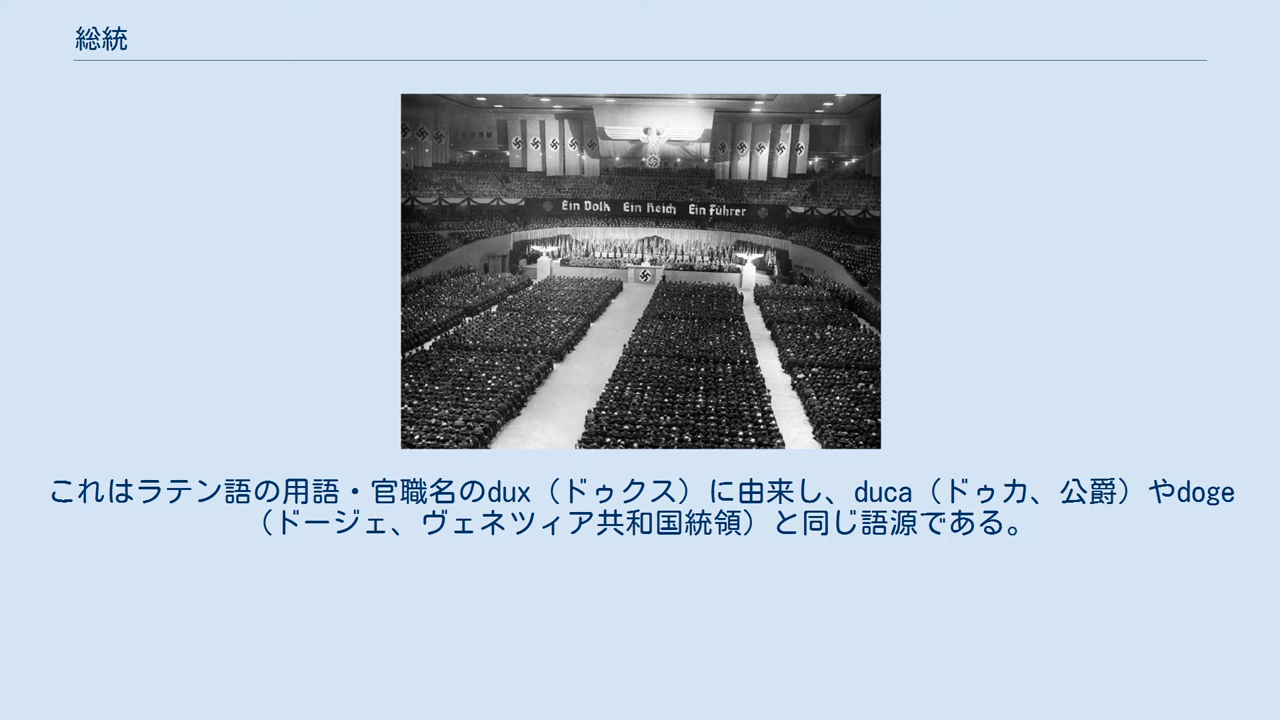 総統
Ein Volk Ein Reich Ein Führer
これはラテン語の用語・官職名のdux（ドゥクス）に由来し、duca（ドゥカ、公爵）やdoge
（ドージェ、ヴェネツィア共和国統領）と同じ語源である。